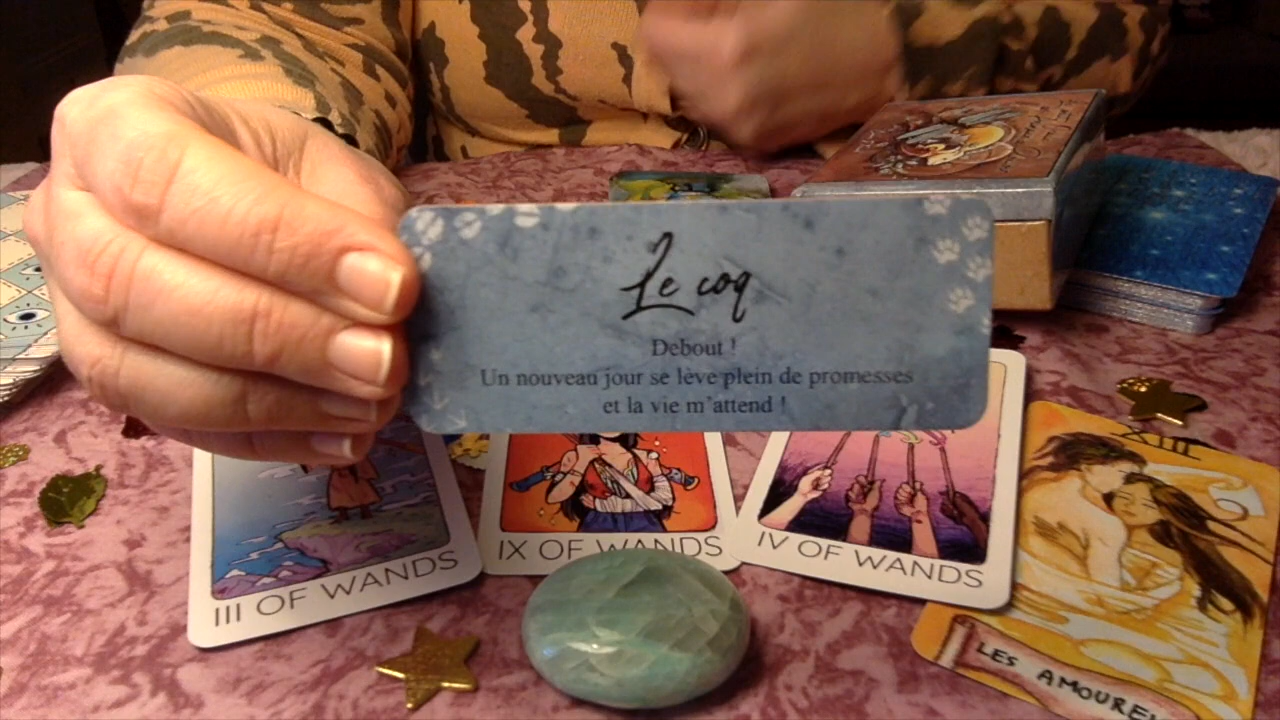 Le coq
Debout !
Un nouveau jour se lève plein de promesses
et la vie m'attend !
III OF WANDS
IX OF WANDS
IV OF WANDS
LES AMOURE